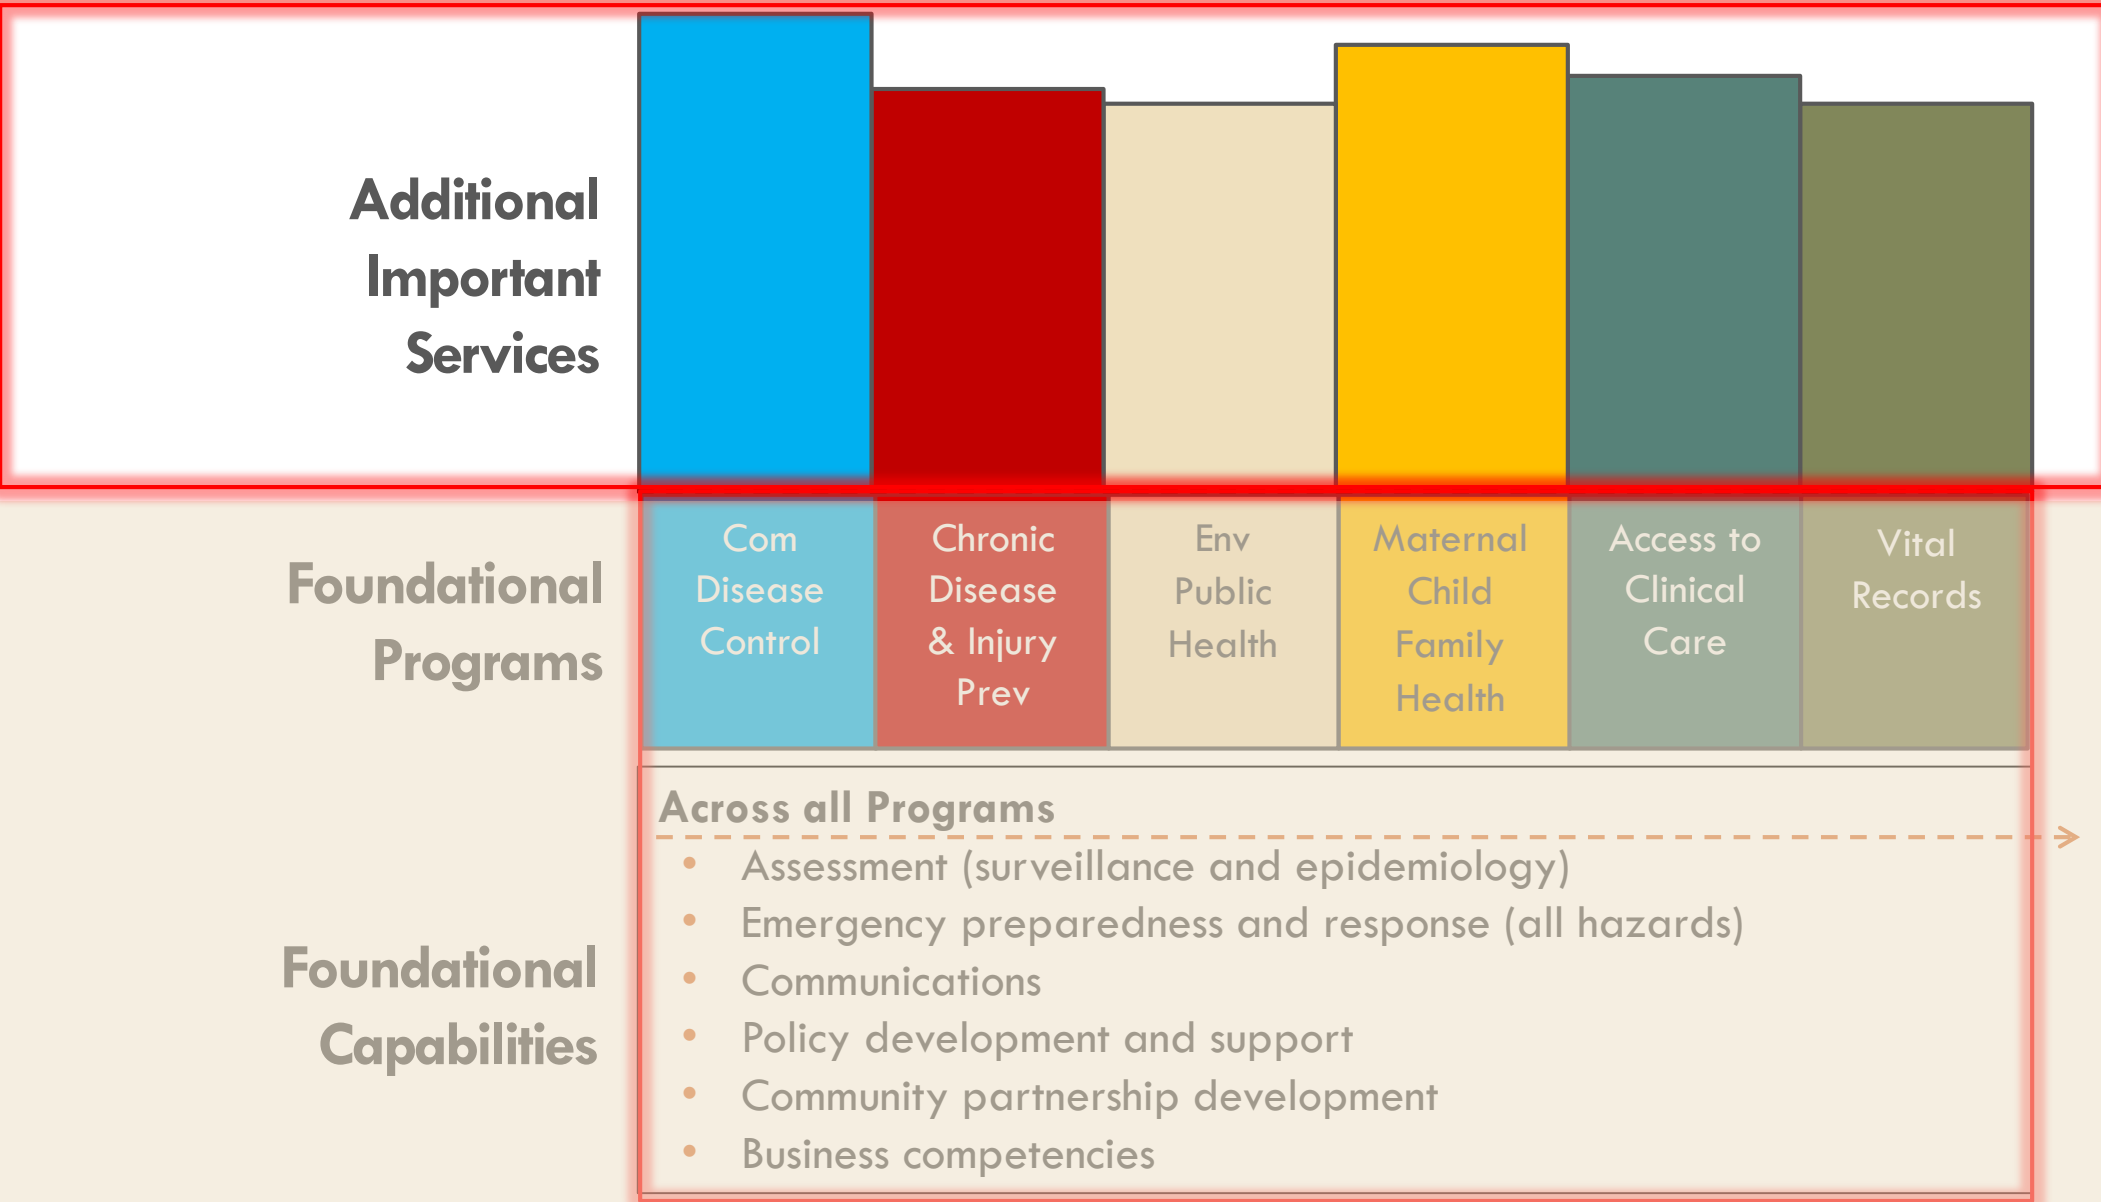 Additional
Important
Services
Foundational
Programs
Com
Disease
Control
Chronic
Disease
& Injury
Prev
Env
Public
Health
Maternal
Child
Family
Health
Access to
Clinical
Care
Vital
Records
Foundational
Capabilities
Across all Programs
• Assessment (surveillance and epidemiology)
• Emergency preparedness and response (all hazards)
• Communications
• Policy development and support
• Community partnership development
• Business competencies